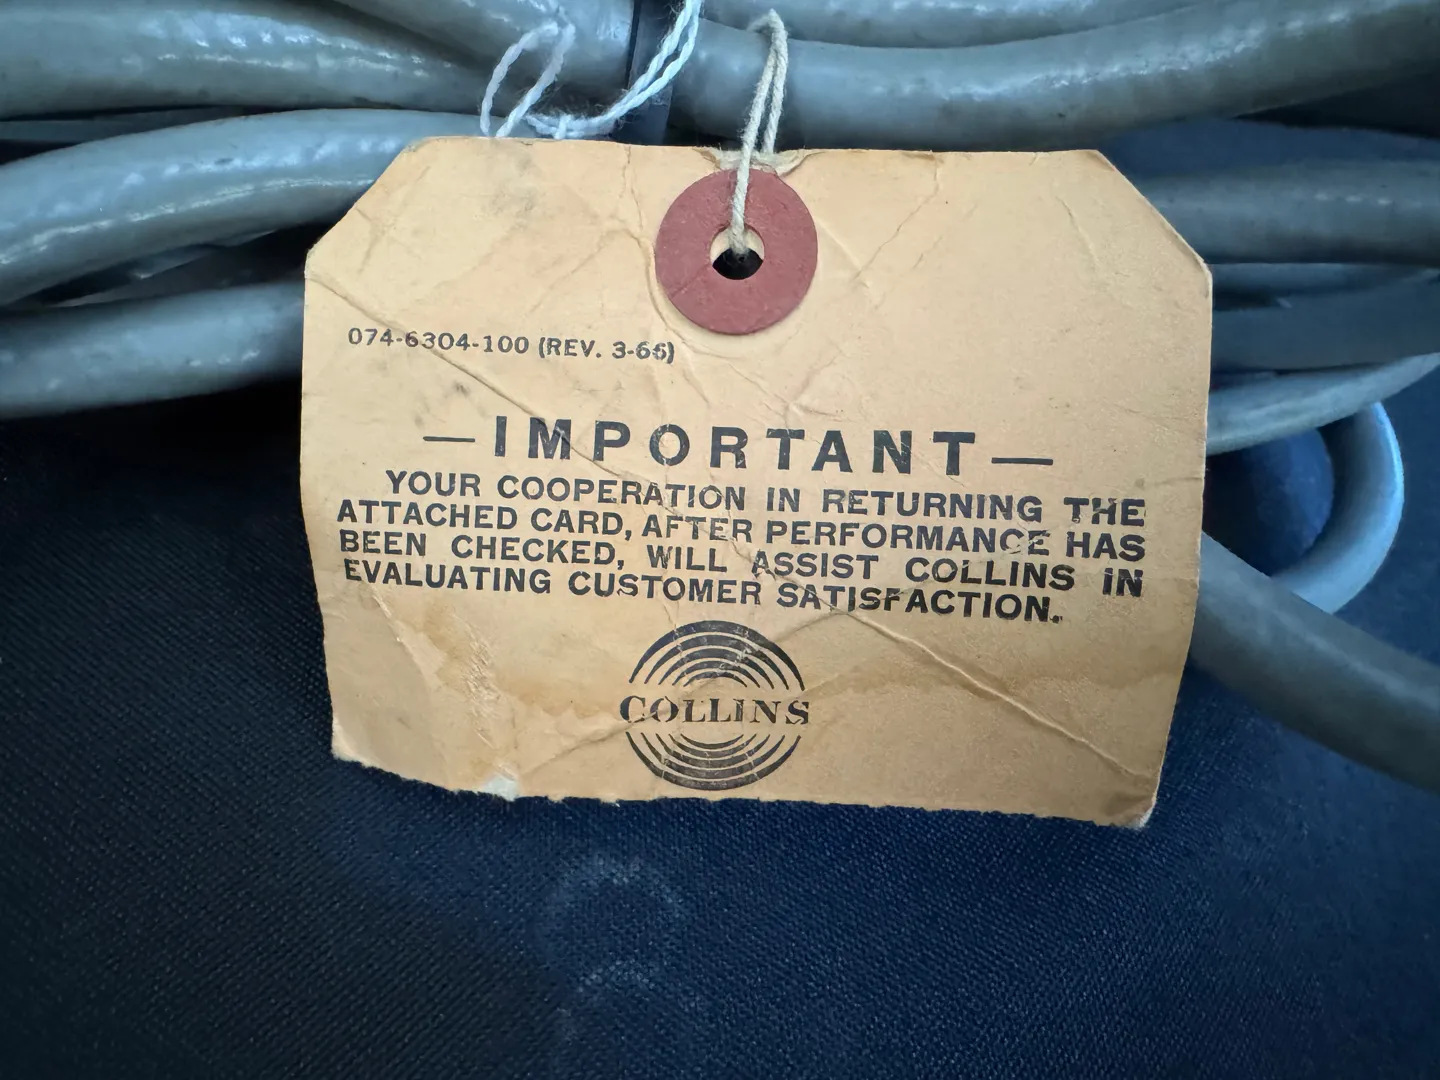 074-6304-100 (REV. 3-66)
—IMPORTANT—
YOUR COOPERATION IN RETURNING THE
ATTACHED CARD, AFTER PERFORMANCE HAS
BEEN CHECKED, WILL ASSIST COLLINS IN
EVALUATING CUSTOMER SATISFACTION.
COLLINS